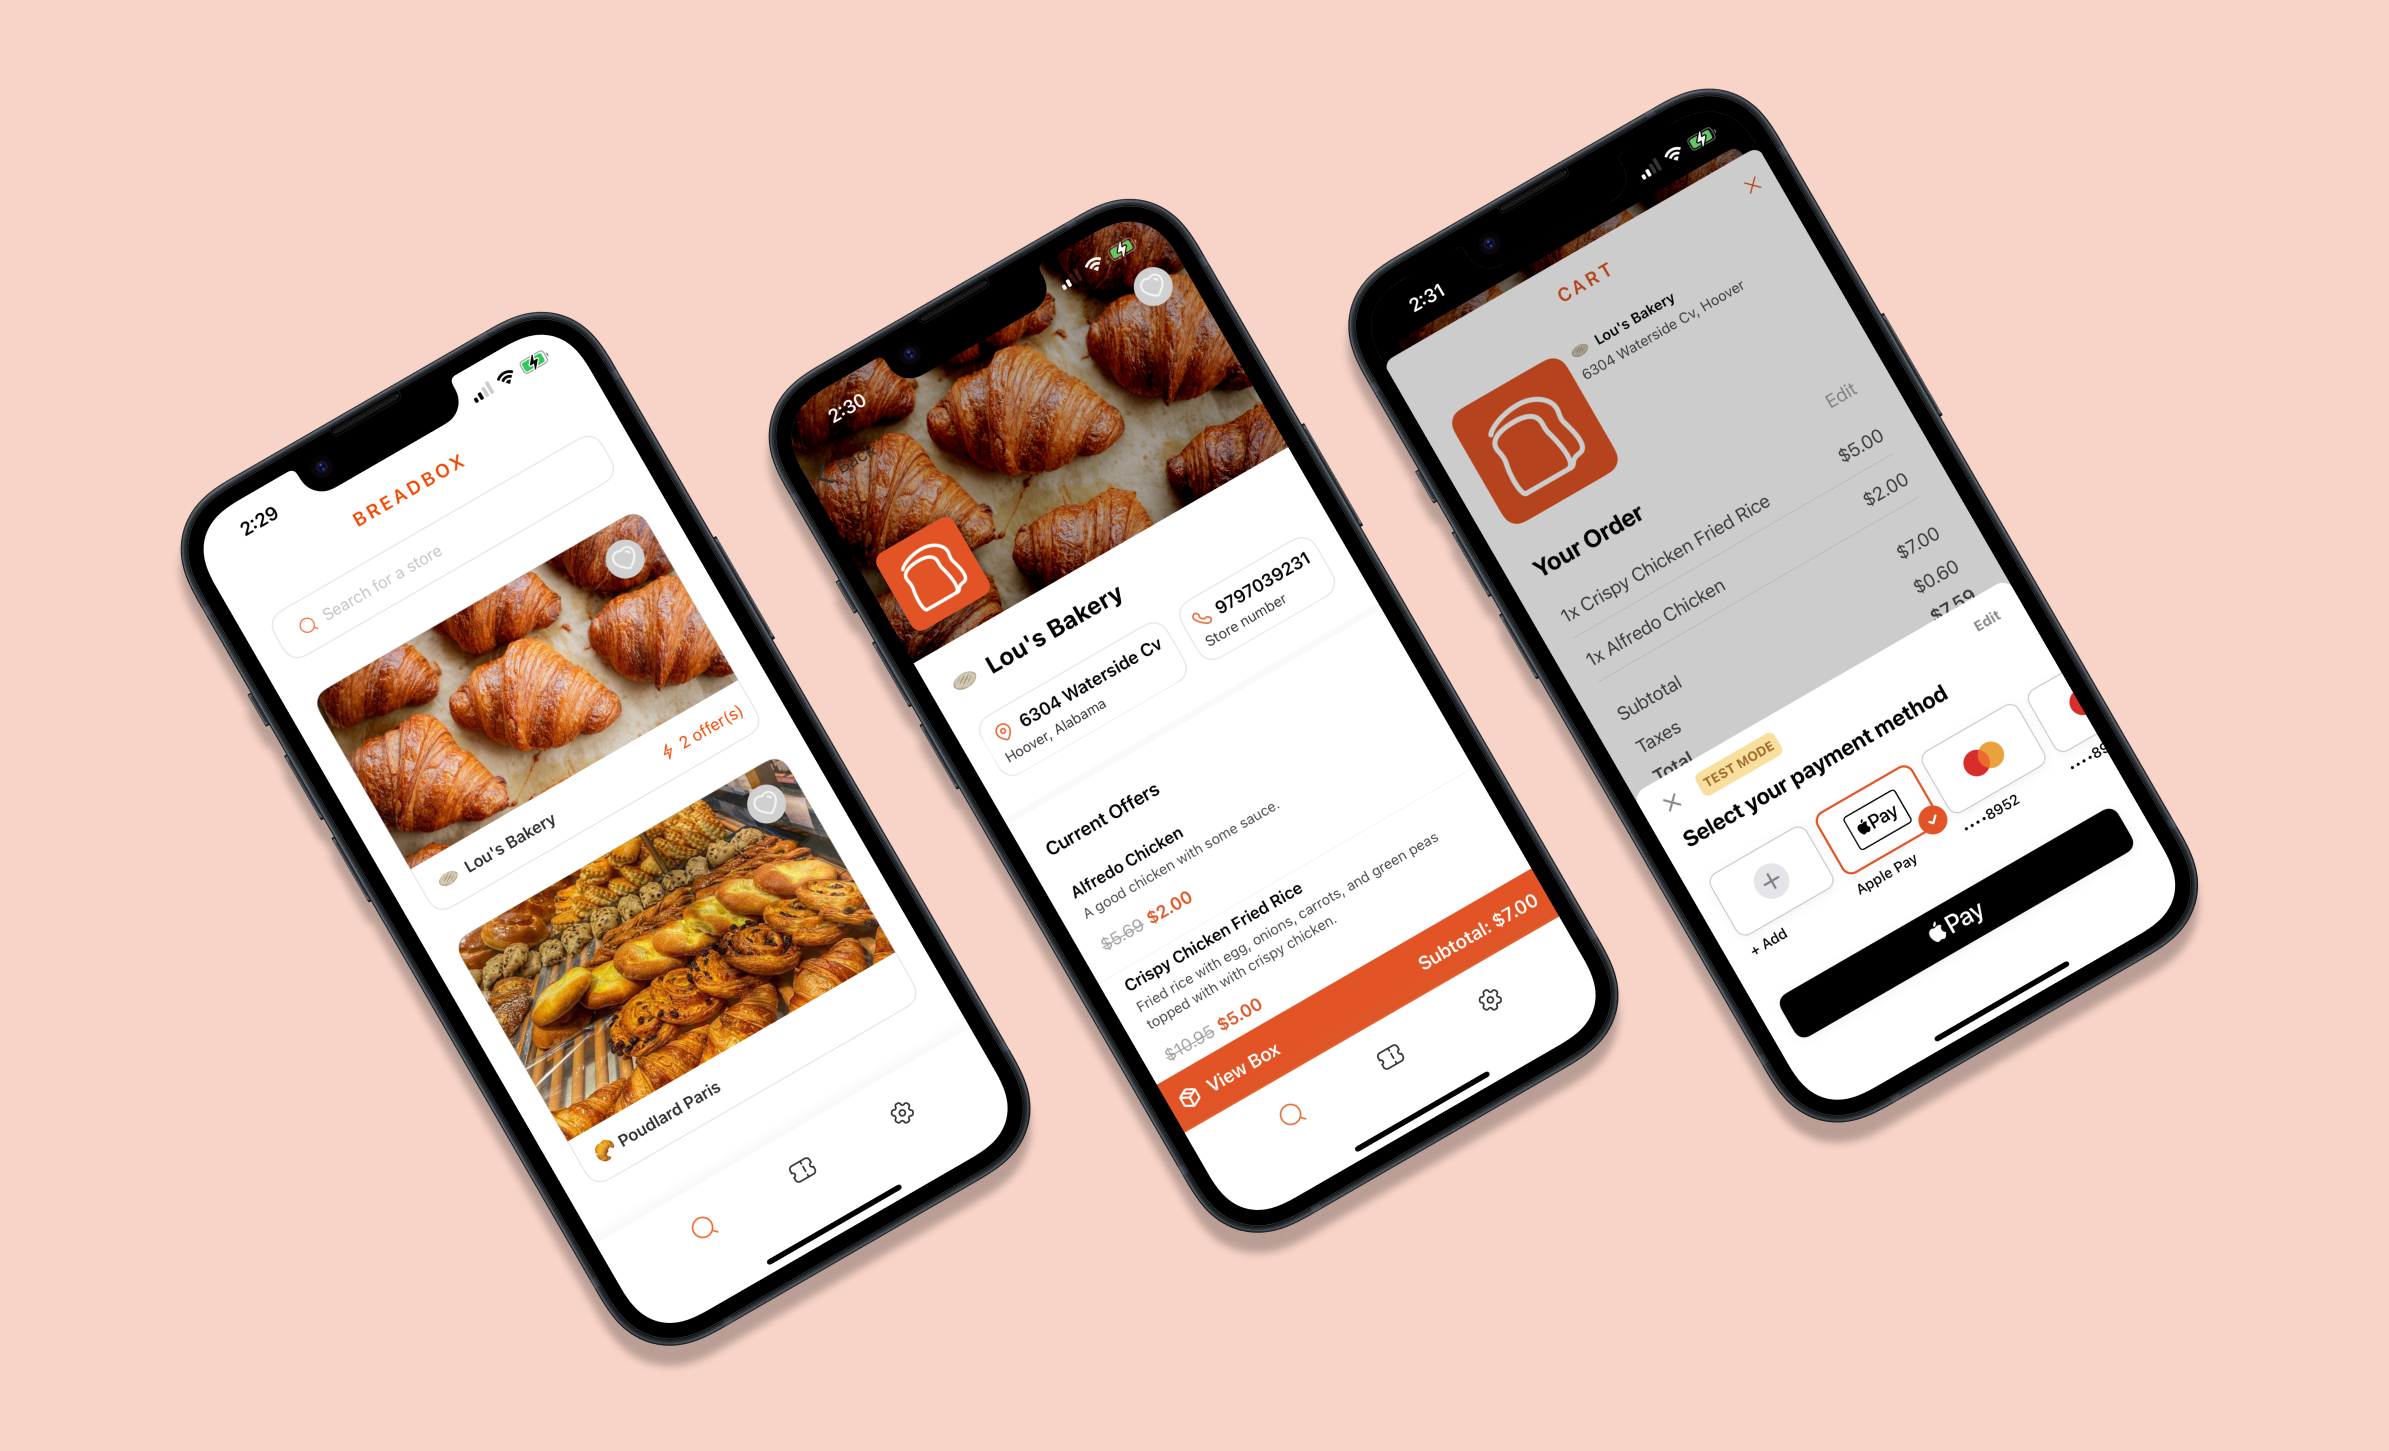 2:29
BREADBOX
Search for a store
Lou's Bakery
2 offer(s)
Poudlard Paris
2:30
Back
Lou's Bakery
6304 Waterside Cv
Hoover, Alabama
9797039231
Store number
Current Offers
Alfredo Chicken
A good chicken with some sauce.
$5.69 $2.00
Crispy Chicken Fried Rice
Fried rice with egg, onions, carrots, and green peas
topped with with crispy chicken.
$10.95 $5.00
View Box
Subtotal: $7.00
2:31
CART
Lou's Bakery
6304 Waterside Cv, Hoover
Your Order
Edit
1x Crispy Chicken Fried Rice
$5.00
1x Alfredo Chicken
$2.00
Subtotal
$7.00
Taxes
$0.60
Total
$7.59
TEST MODE
Edit
Select your payment method
+ Add
Pay
Apple Pay
••••8952
••••89
Pay